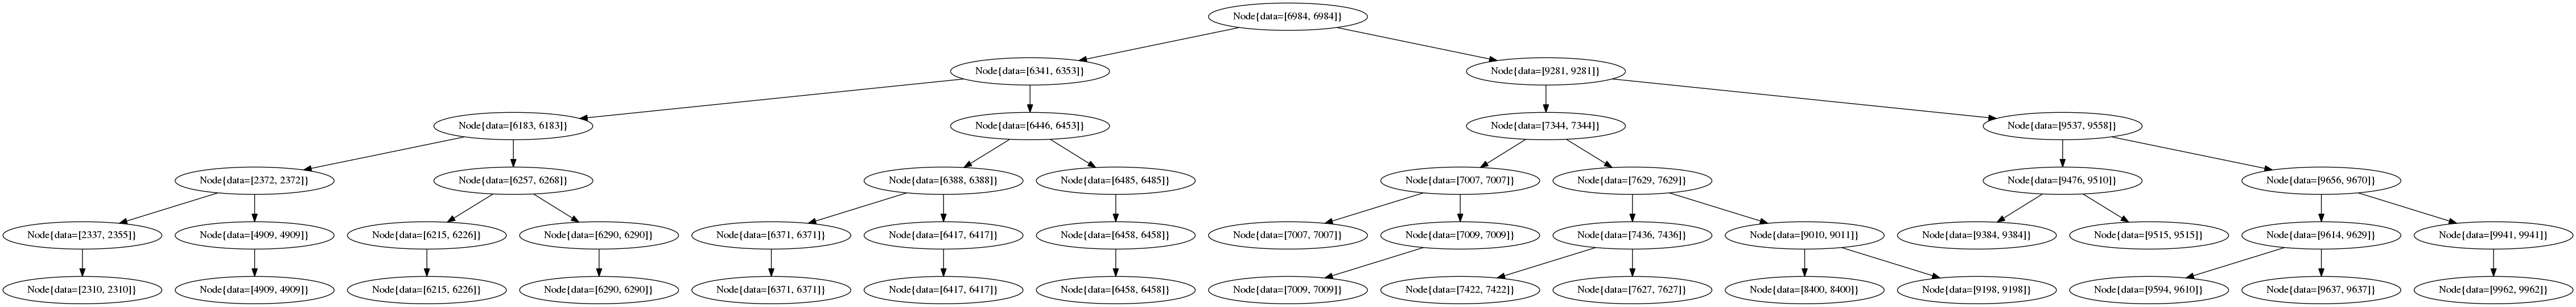 Node{data=[6984, 6984]}
Node{data=[6341, 6353]}
Node{data=[9281, 9281]}
Node{data=[6183, 6183]}
Node{data=[6446, 6453]}
Node{data=[7344, 7344]}
Node{data=[9537, 9558]}
Node{data=[2372, 2372]}
Node{data=[6257, 6268]}
Node{data=[6388, 6388]}
Node{data=[6485, 6485]}
Node{data=[7007, 7007]}
Node{data=[7629, 7629]}
Node{data=[9476, 9510]}
Node{data=[9656, 9670]}
Node{data=[2337, 2355]}
Node{data=[4909, 4909]}
Node{data=[6215, 6226]}
Node{data=[6290, 6290]}
Node{data=[6371, 6371]}
Node{data=[6417, 6417]}
Node{data=[6458, 6458]}
Node{data=[7007, 7007]}
Node{data=[7009, 7009]}
Node{data=[7436, 7436]}
Node{data=[9010, 9011]}
Node{data=[9384, 9384]}
Node{data=[9515, 9515]}
Node{data=[9614, 9629]}
Node{data=[9941, 9941]}
Node{data=[2310, 2310]}
Node{data=[4909, 4909]}
Node{data=[6215, 6226]}
Node{data=[6290, 6290]}
Node{data=[6371, 6371]}
Node{data=[6417, 6417]}
Node{data=[6458, 6458]}
Node{data=[7009, 7009]}
Node{data=[7422, 7422]}
Node{data=[7627, 7627]}
Node{data=[8400, 8400]}
Node{data=[9198, 9198]}
Node{data=[9594, 9610]}
Node{data=[9637, 9637]}
Node{data=[9962, 9962]}